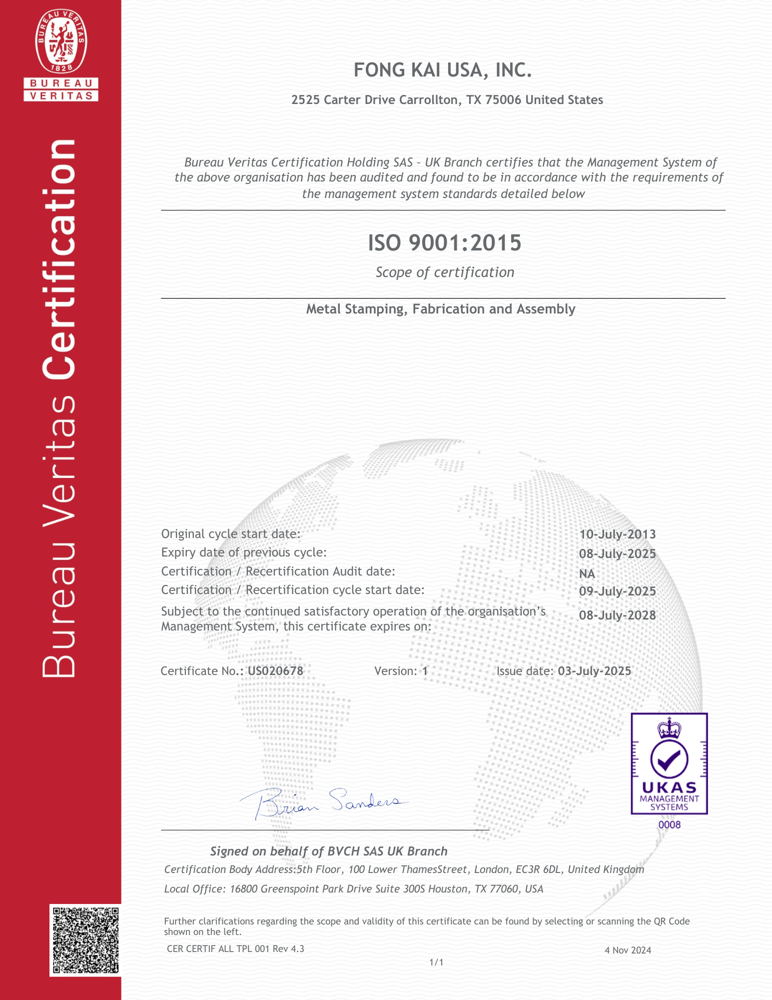 BUREAU VERITAS
1828
BUREAU
VERITAS
Bureau Veritas Certification
FONG KAI USA, INC.
2525 Carter Drive Carrollton, TX 75006 United States
Bureau Veritas Certification Holding SAS – UK Branch certifies that the Management System of
the above organisation has been audited and found to be in accordance with the requirements of
the management system standards detailed below
ISO 9001:2015
Scope of certification
Metal Stamping, Fabrication and Assembly
Original cycle start date: 10-July-2013
Expiry date of previous cycle: 08-July-2025
Certification / Recertification Audit date: NA
Certification / Recertification cycle start date: 09-July-2025
Subject to the continued satisfactory operation of the organisation’s
Management System, this certificate expires on: 08-July-2028
Certificate No.: US020678 Version: 1 Issue date: 03-July-2025
UKAS
MANAGEMENT
SYSTEMS
0008
Brian Sanders
Signed on behalf of BVCH SAS UK Branch
Certification Body Address:5th Floor, 100 Lower ThamesStreet, London, EC3R 6DL, United Kingdom
Local Office: 16800 Greenspoint Park Drive Suite 300S Houston, TX 77060, USA
Further clarifications regarding the scope and validity of this certificate can be found by selecting or scanning the QR Code
shown on the left.
CER CERTIF ALL TPL 001 Rev 4.3 4 Nov 2024
1/1